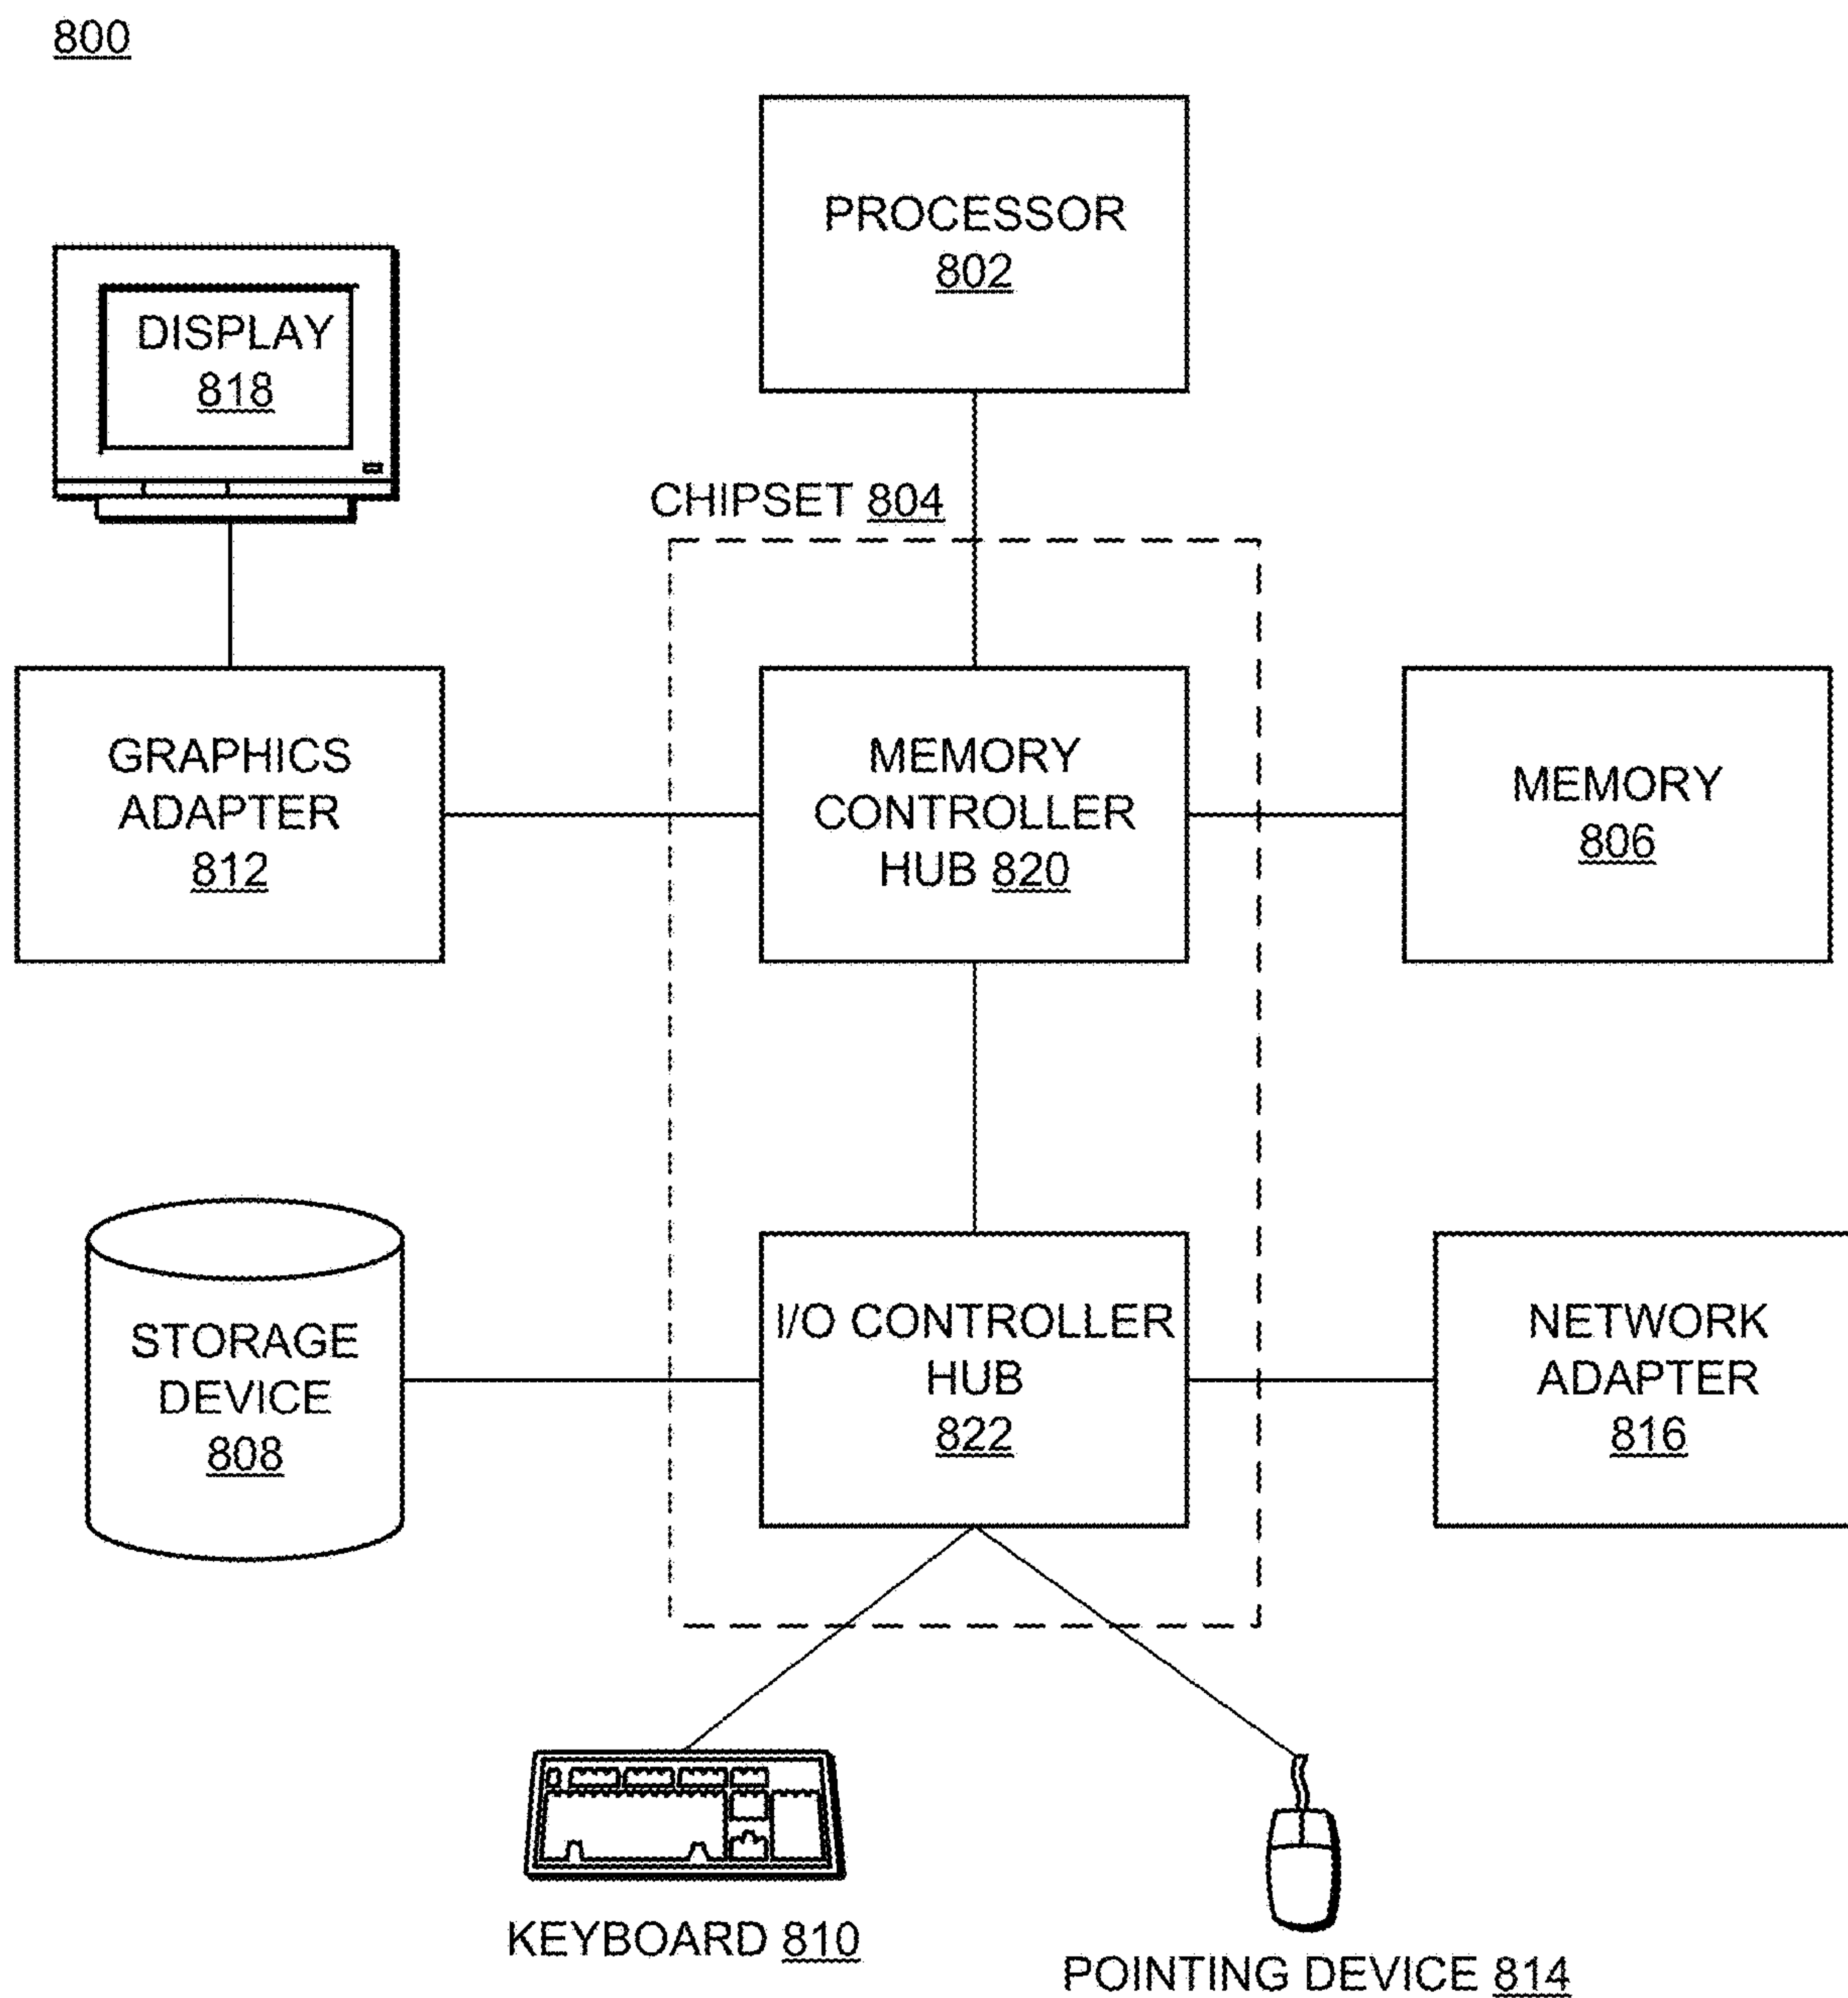 800
PROCESSOR
802
DISPLAY
818
CHIPSET 804
GRAPHICS
ADAPTER
812
MEMORY
CONTROLLER
HUB 820
MEMORY
806
STORAGE
DEVICE
808
I/O CONTROLLER
HUB
822
NETWORK
ADAPTER
816
KEYBOARD 810
POINTING DEVICE 814